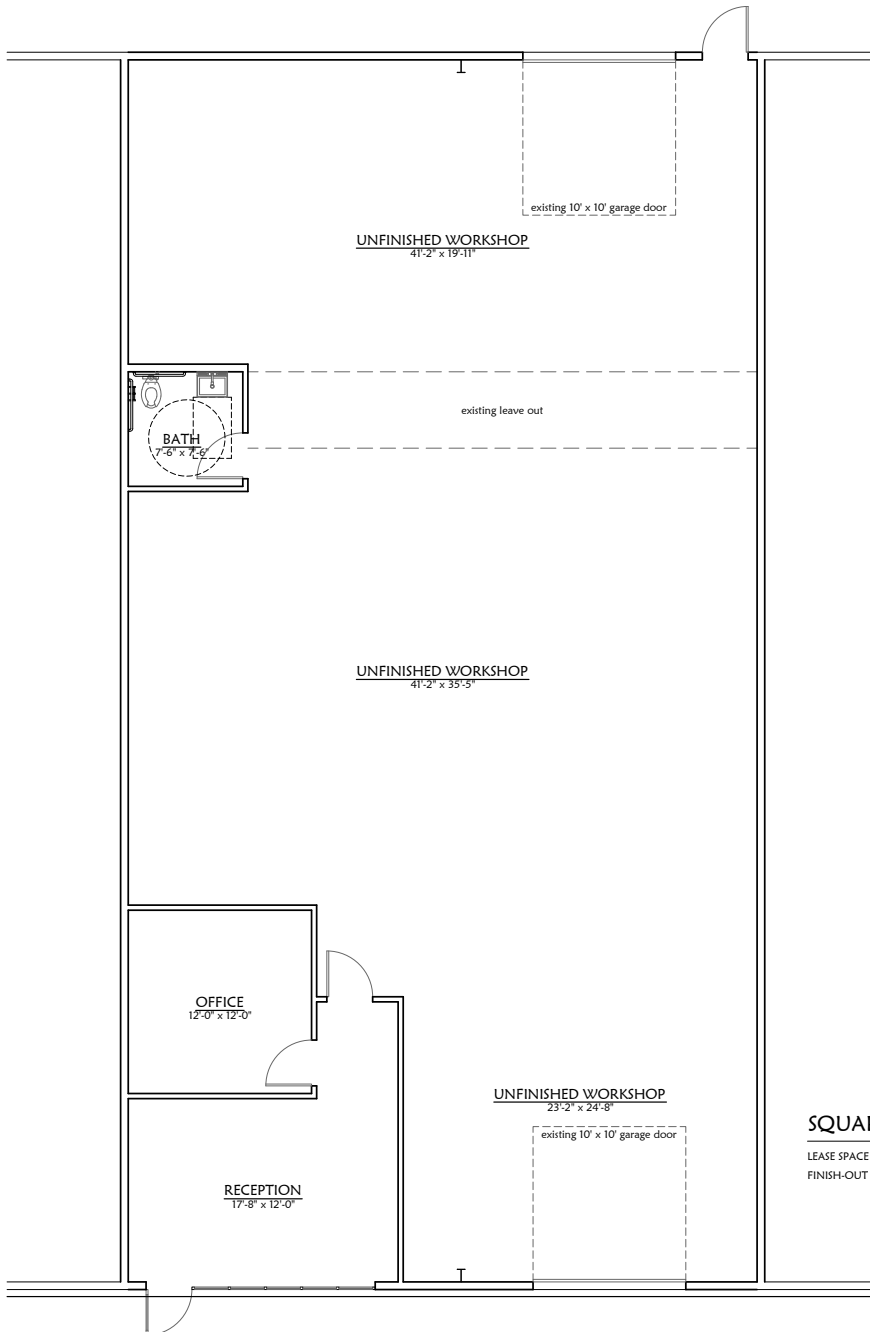 existing 10' x 10' garage door
UNFINISHED WORKSHOP
41'-2" x 19'-11"
existing leave out
BATH
7'-6" x 7'-6"
UNFINISHED WORKSHOP
41'-2" x 35'-5"
OFFICE
12'-0" x 12'-0"
UNFINISHED WORKSHOP
23'-2" x 24'-8"
existing 10' x 10' garage door
RECEPTION
17'-8" x 12'-0"
LEASE SPACE
FINISH-OUT